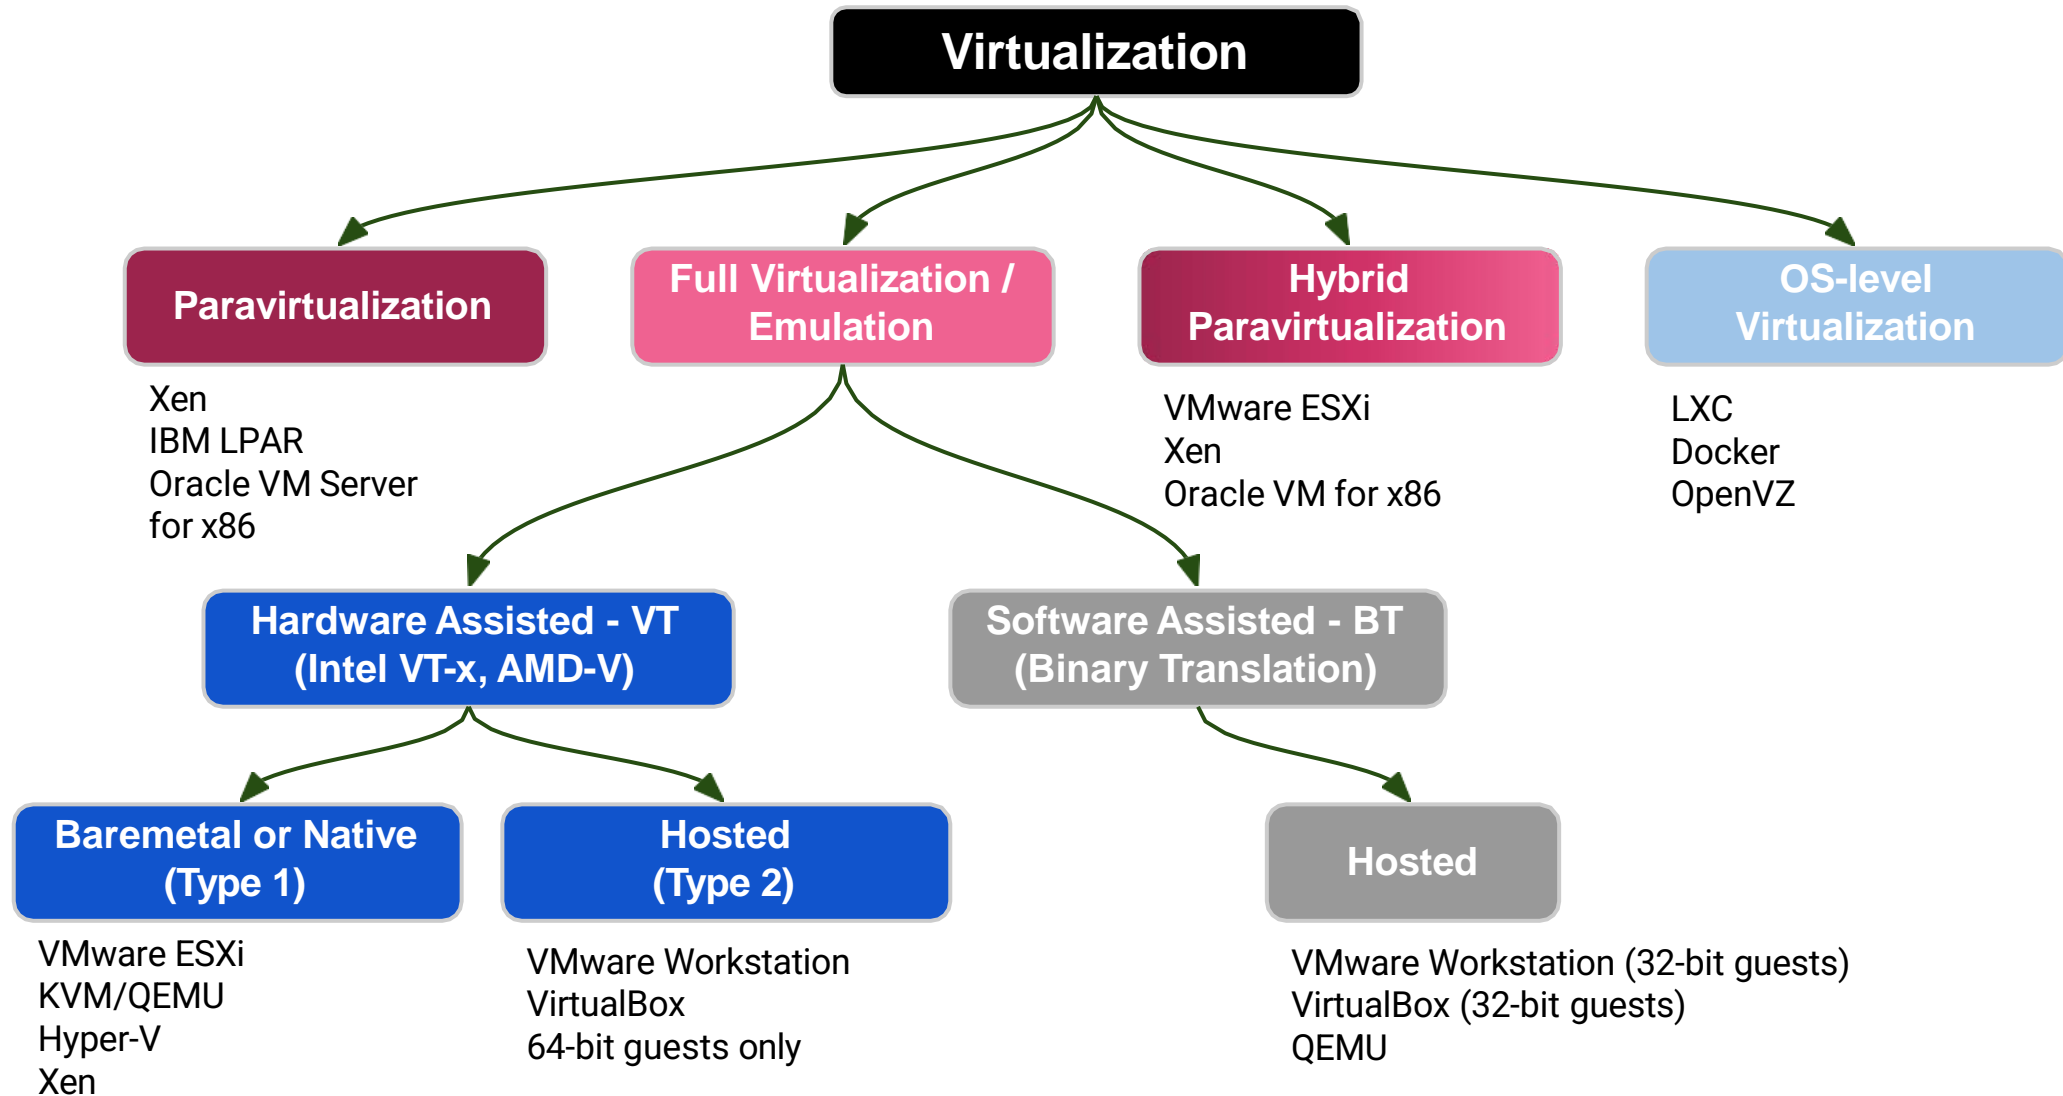 Virtualization
Paravirtualization
Xen
IBM LPAR
Oracle VM Server
for x86
Full Virtualization /
Emulation
Hybrid
Paravirtualization
VMware ESXi
Xen
Oracle VM for x86
OS-level
Virtualization
LXC
Docker
OpenVZ
Hardware Assisted - VT
(Intel VT-x, AMD-V)
Software Assisted - BT
(Binary Translation)
Baremetal or Native
(Type 1)
VMware ESXi
KVM/QEMU
Hyper-V
Xen
Hosted
(Type 2)
VMware Workstation
VirtualBox
64-bit guests only
Hosted
VMware Workstation (32-bit guests)
VirtualBox (32-bit guests)
QEMU